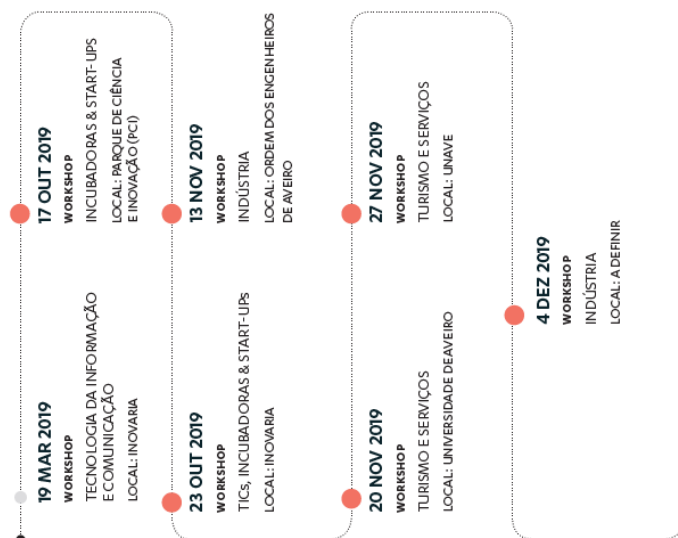 19 MAR 2019
WORKSHOP
TECNOLOGIA DA INFORMAÇÃO
E COMUNICAÇÃO
LOCAL: INOVARIA
17 OUT 2019
WORKSHOP
INCUBADORAS & START-UPS
LOCAL: PARQUE DE CIÊNCIA
E INOVAÇÃO (PCI)
23 OUT 2019
WORKSHOP
TICs, INCUBADORAS & START-UPs
LOCAL: INOVARIA
13 NOV 2019
WORKSHOP
INDÚSTRIA
LOCAL: ORDEM DOS ENGENHEIROS
DE AVEIRO
20 NOV 2019
WORKSHOP
TURISMO E SERVIÇOS
LOCAL: UNIVERSIDADE DEAVEIRO
27 NOV 2019
WORKSHOP
TURISMO E SERVIÇOS
LOCAL: UNAVE
4 DEZ 2019
WORKSHOP
INDÚSTRIA
LOCAL: A DEFINIR